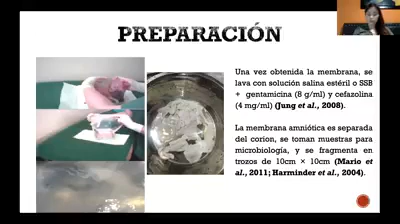 PREPARACIÓN
Una vez obtenida la membrana, se
lava con solución salina estéril o SSB
+ gentamicina (8 g/ml) y cefazolina
(4 mg/ml) (Jung et al., 2008).
La membrana amniótica es separada
del corion, se toman muestras para
microbiología, y se fragmenta en
trozos de 10cm × 10cm (Mario et
al., 2011; Harminder et al., 2004).